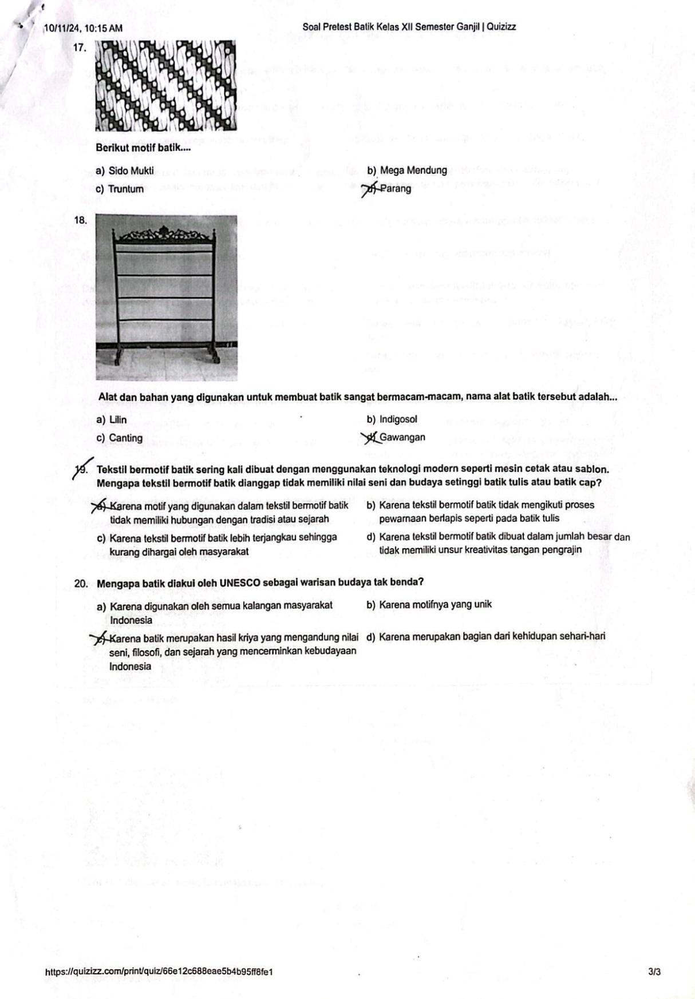 10/11/24, 10:15 AM
Soal Pretest Batik Kelas XII Semester Ganjil | Quizizz
17.
Berikut motif batik....
a) Sido Mukti
b) Mega Mendung
c) Truntum
d) Parang
18.
Alat dan bahan yang digunakan untuk membuat batik sangat bermacam-macam, nama alat batik tersebut adalah...
a) Lilin
b) Indigosol
c) Canting
d) Gawangan
19. Tekstil bermotif batik sering kali dibuat dengan menggunakan teknologi modern seperti mesin cetak atau sablon.
Mengapa tekstil bermotif batik dianggap tidak memiliki nilai seni dan budaya setinggi batik tulis atau batik cap?
a) Karena motif yang digunakan dalam tekstil bermotif batik
tidak memiliki hubungan dengan tradisi atau sejarah
b) Karena tekstil bermotif batik tidak mengikuti proses
pewarnaan berlapis seperti pada batik tulis
c) Karena tekstil bermotif batik lebih terjangkau sehingga
kurang dihargai oleh masyarakat
d) Karena tekstil bermotif batik dibuat dalam jumlah besar dan
tidak memiliki unsur kreativitas tangan pengrajin
20. Mengapa batik diakui oleh UNESCO sebagai warisan budaya tak benda?
a) Karena digunakan oleh semua kalangan masyarakat
Indonesia
b) Karena motifnya yang unik
c) Karena batik merupakan hasil kriya yang mengandung nilai
seni, filosofi, dan sejarah yang mencerminkan kebudayaan
Indonesia
d) Karena merupakan bagian dari kehidupan sehari-hari
https://quizizz.com/print/quiz/66e12c688eae5b4b95ff8fe1
3/3